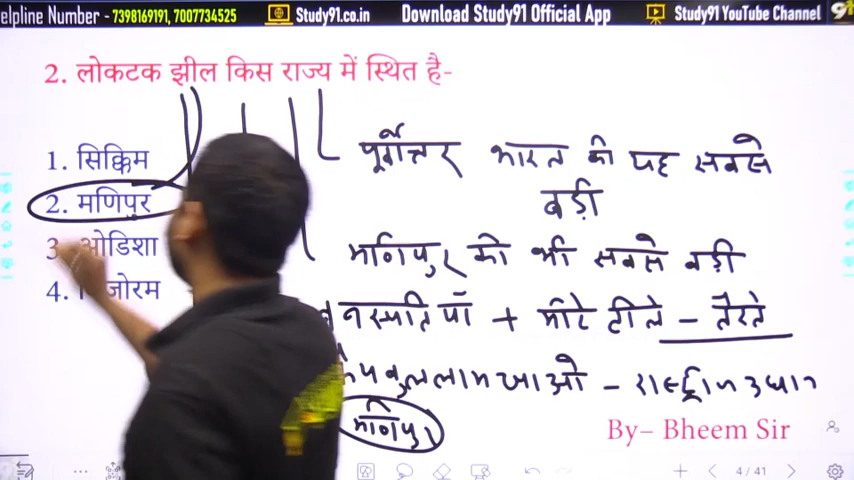 elpline Number - 7398169191, 7007734525 Study91.co.in Download Study91 Official App Study91 YouTube Channel
2. लोकटक झील किस राज्य में स्थित है-
1. सिक्किम
2. मणिपुर
3. ओडिशा
4. जोरम
पूर्वोत्तर भारत की यह सबसे
बड़ी
मणिपुर की भी सबसे बड़ी
वनस्पतियाँ + मीटे टीले - तैरते
By- Bheem Sir
मणिपुर
4 / 41